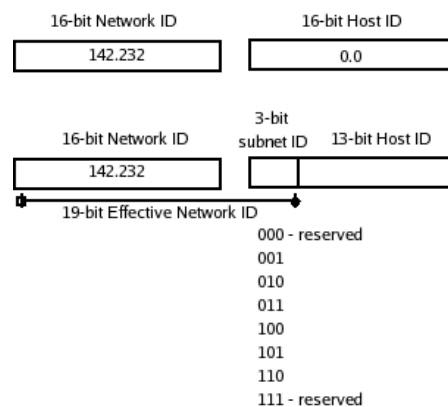 16-bit Network ID 16-bit Host ID
142.232 0.0
3-bit
16-bit Network ID subnet ID 13-bit Host ID
142.232
19-bit Effective Network ID
000 - reserved
001
010
011
100
101
110
111 - reserved